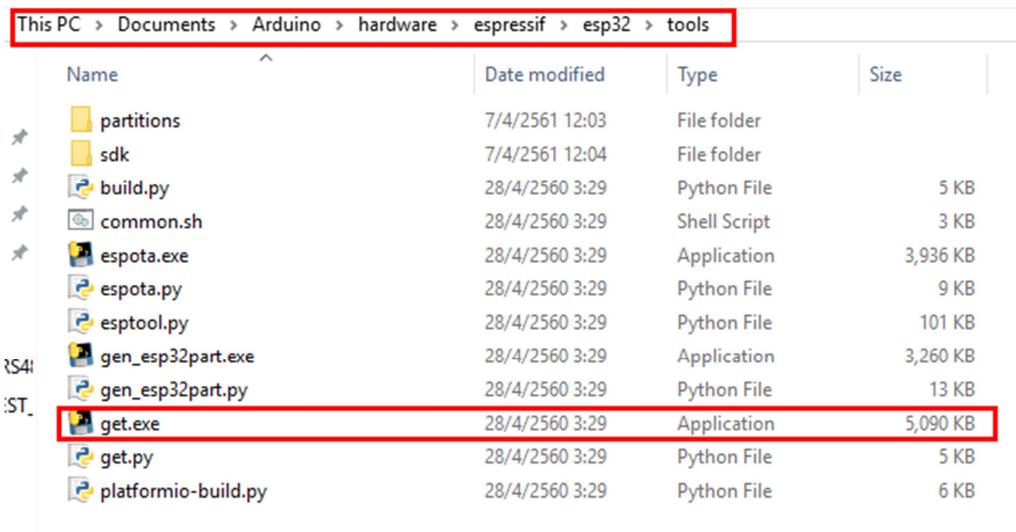 This PC > Documents > Arduino > hardware > espressif > esp32 > tools
Name Date modified Type Size
partitions 7/4/2561 12:03 File folder
sdk 7/4/2561 12:04 File folder
build.py 28/4/2560 3:29 Python File 5 KB
common.sh 28/4/2560 3:29 Shell Script 3 KB
espota.exe 28/4/2560 3:29 Application 3,936 KB
espota.py 28/4/2560 3:29 Python File 9 KB
esptool.py 28/4/2560 3:29 Python File 101 KB
gen_esp32part.exe 28/4/2560 3:29 Application 3,260 KB
gen_esp32part.py 28/4/2560 3:29 Python File 13 KB
get.exe 28/4/2560 3:29 Application 5,090 KB
get.py 28/4/2560 3:29 Python File 5 KB
platformio-build.py 28/4/2560 3:29 Python File 6 KB